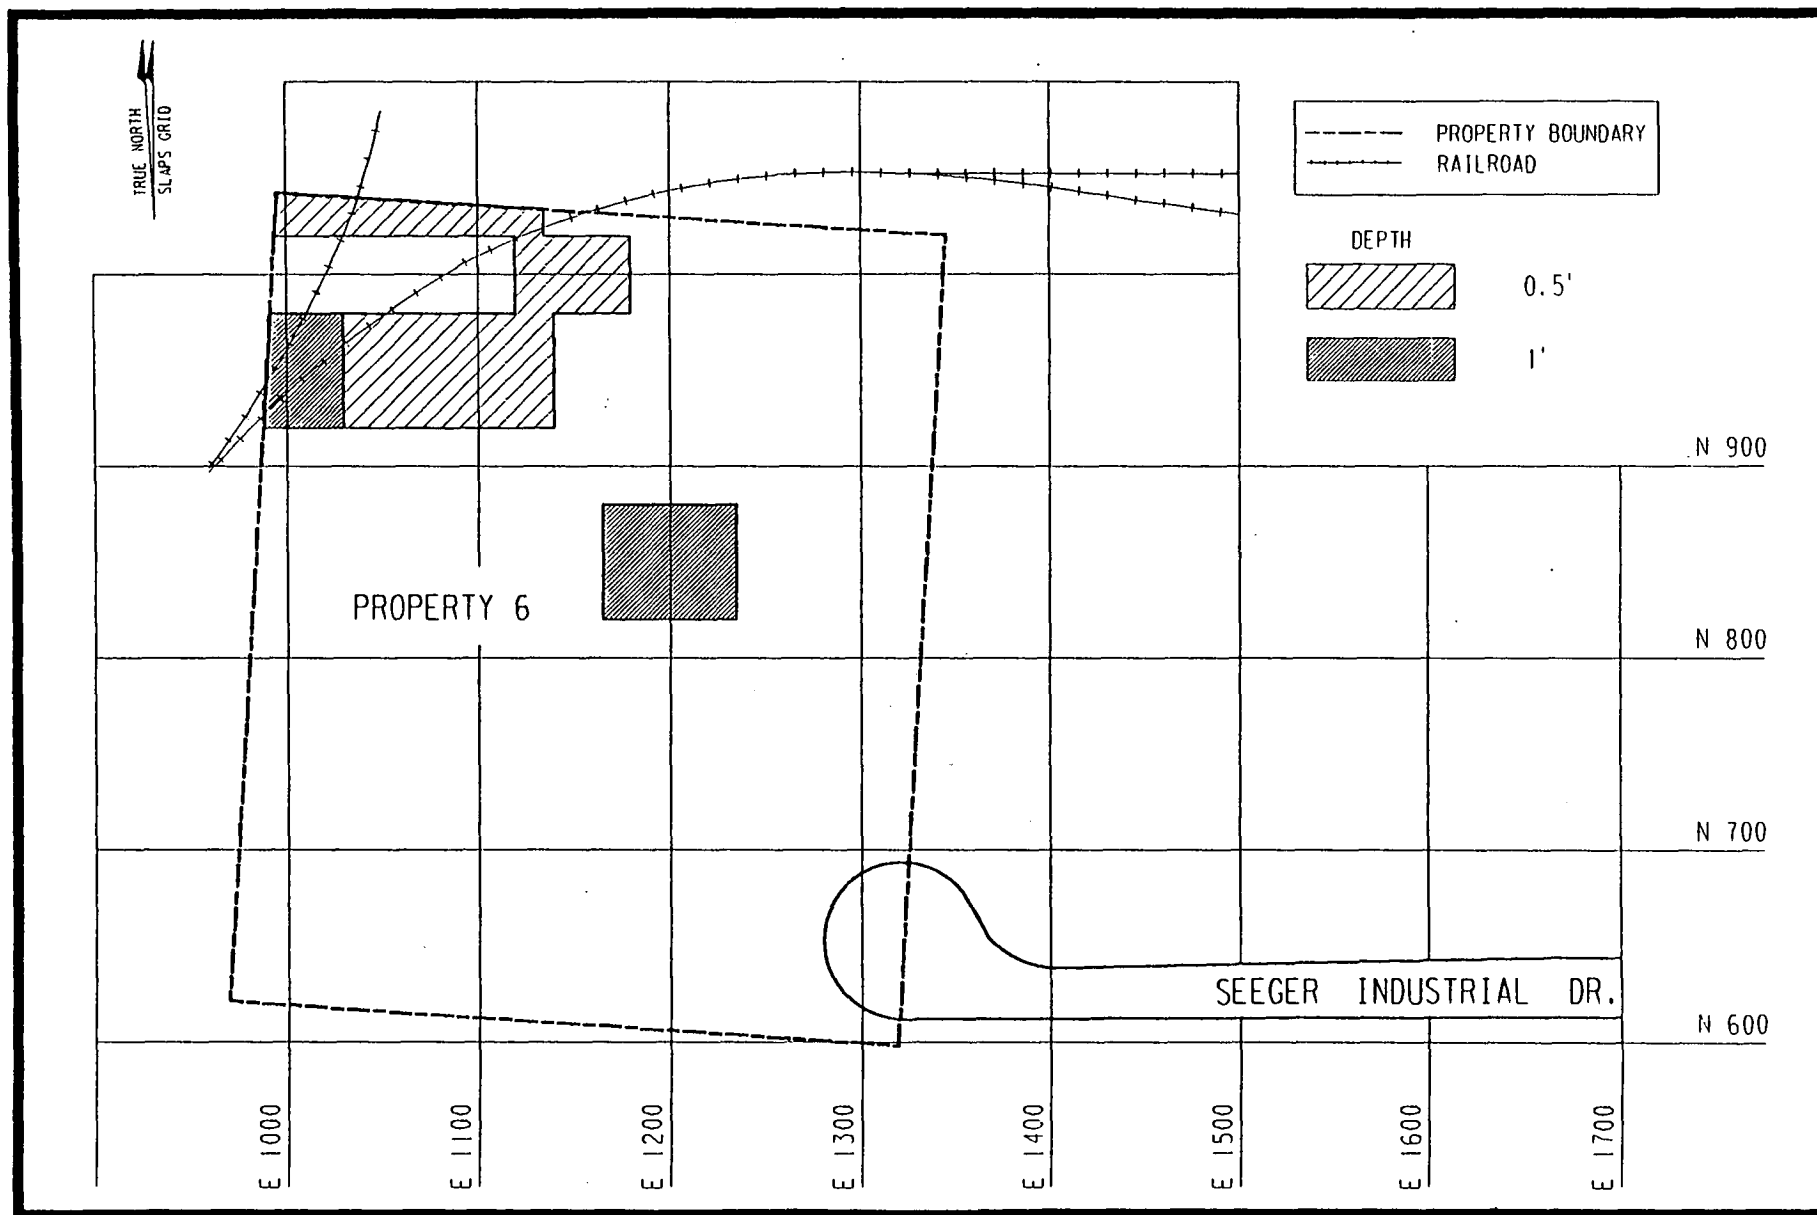 TRUE NORTH
SLAPS GRID
PROPERTY BOUNDARY
RAILROAD
DEPTH
0.5'
1'
N 900
PROPERTY 6
N 800
N 700
SEEGER INDUSTRIAL DR.
N 600
E 1000
E 1100
E 1200
E 1300
E 1400
E 1500
E 1600
E 1700